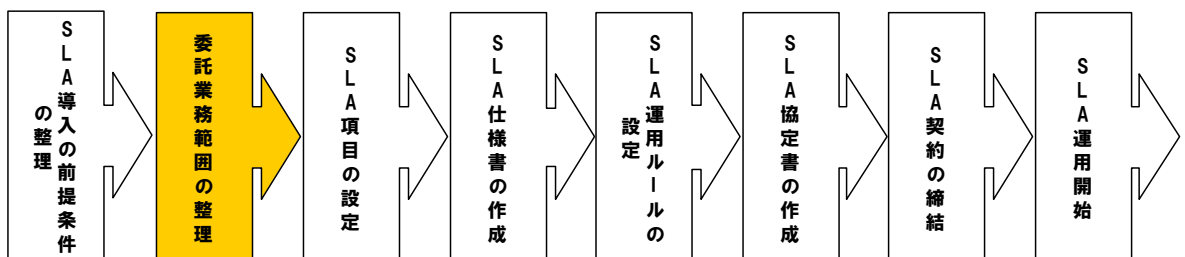 SLA導入の前提条件
の整理
委託業務範囲の整理
SLA項目の設定
SLA仕様書の作成
SLA運用ルールの
設定
SLA協定書の作成
SLA契約の締結
SLA運用開始